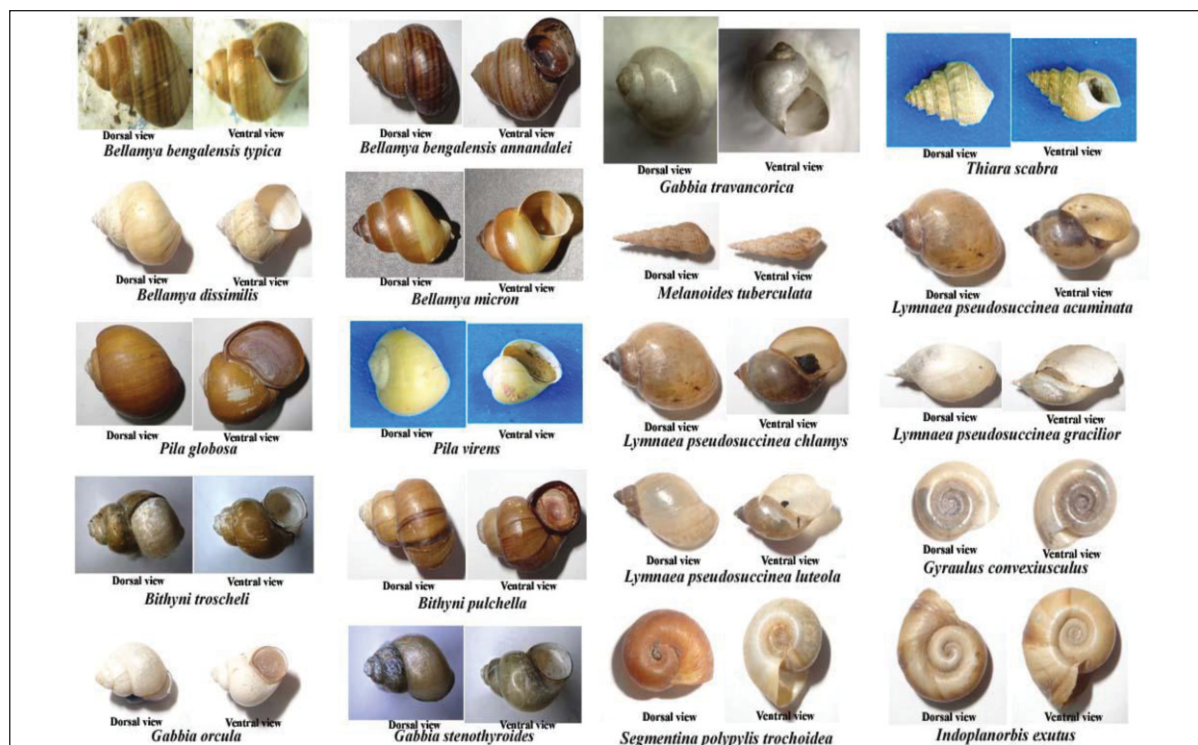 Dorsal view Ventral view
Bellamya bengalensis typica
Dorsal view Ventral view
Bellamya bengalensis annandalei
Dorsal view Ventral view
Gabbia travancorica
Dorsal view Ventral view
Thiara scabra
Dorsal view Ventral view
Bellamya dissimilis
Dorsal view Ventral view
Bellamya micron
Dorsal view Ventral view
Melanoides tuberculata
Dorsal view Ventral view
Lymnaea pseudosuccinea acuminata
Dorsal view Ventral view
Pila globosa
Dorsal view Ventral view
Pila virens
Dorsal view Ventral view
Lymnaea pseudosuccinea chlamys
Dorsal view Ventral view
Lymnaea pseudosuccinea gracilior
Dorsal view Ventral view
Bithyni troscheli
Dorsal view Ventral view
Bithyni pulchella
Dorsal view Ventral view
Lymnaea pseudosuccinea luteola
Dorsal view Ventral view
Gyraulus convexiusculus
Dorsal view Ventral view
Gabbia orcula
Dorsal view Ventral view
Gabbia stenothyroides
Dorsal view Ventral view
Segmentina polypylis trochoidea
Dorsal view Ventral view
Indoplanorbis exutus